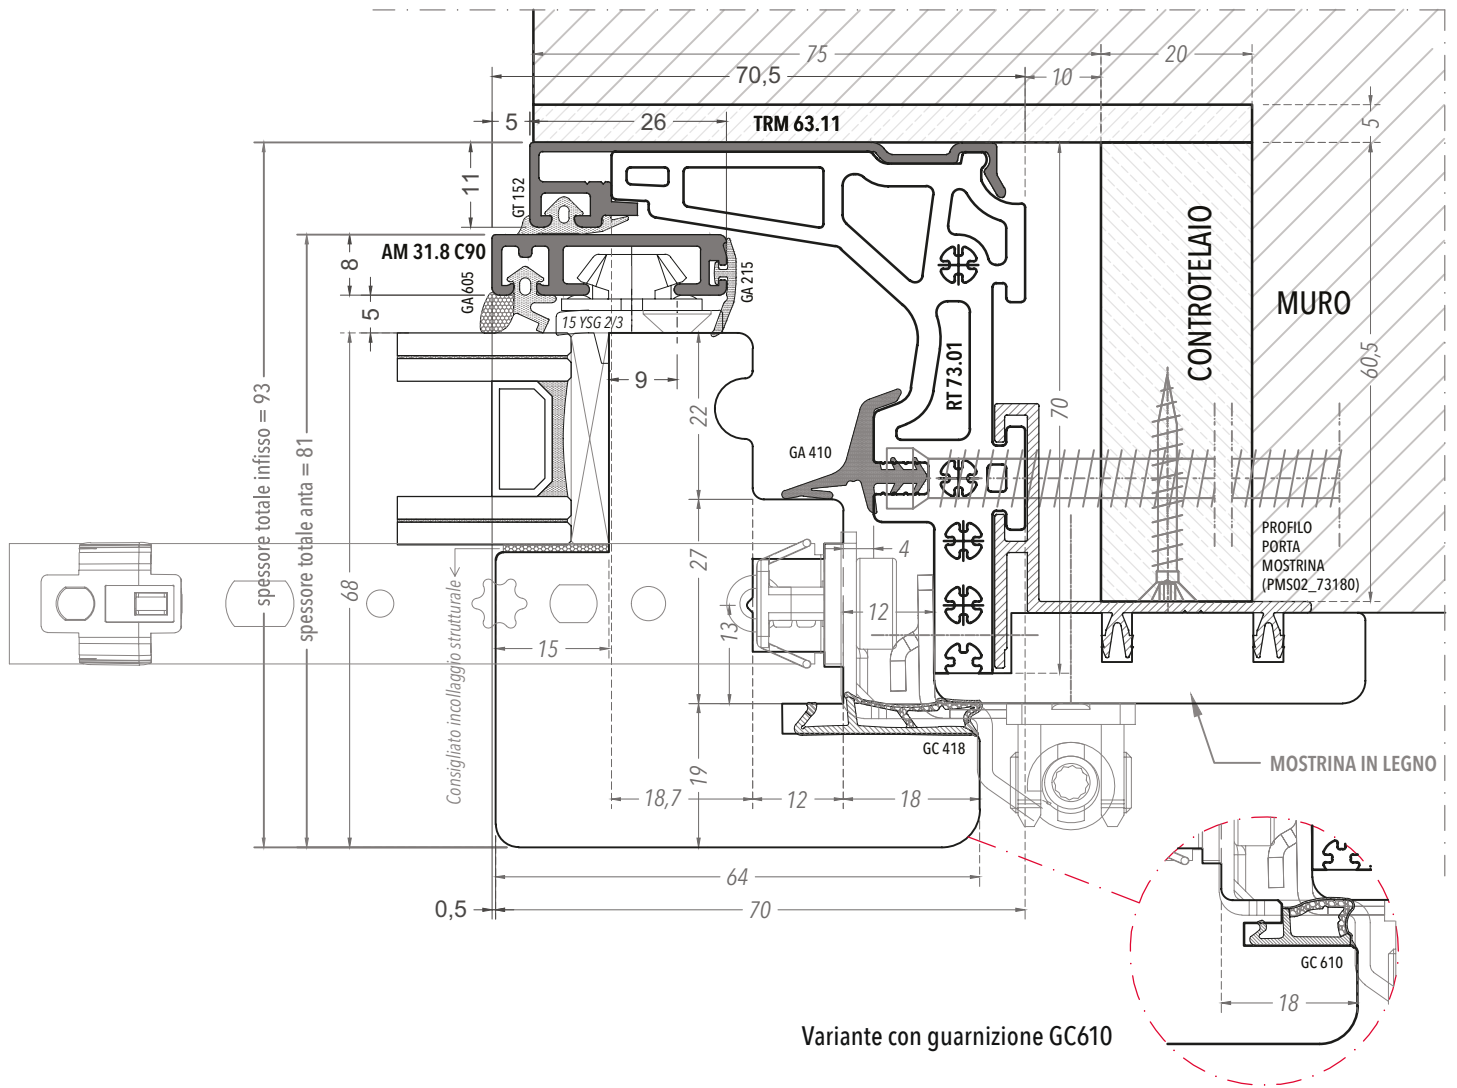 75
20
70,5
10
5
26
TRM 63.11
5
11
GT 152
CONTROTELAIO
AM 31.8 C90
8
GA 605
GA 215
MURO
5
15 YSG 2/3
RT 73.01
60,5
9
70
22
spessore totale infisso = 93
spessore totale anta = 81
GA 410
68
PROFILO
PORTA
MOSTRINA
(PMS02_73180)
4
27
12
13
15
Consigliato incollaggio strutturale
GC 418
MOSTRINA IN LEGNO
19
18,7
12
18
64
0,5
70
GC 610
18
Variante con guarnizione GC610